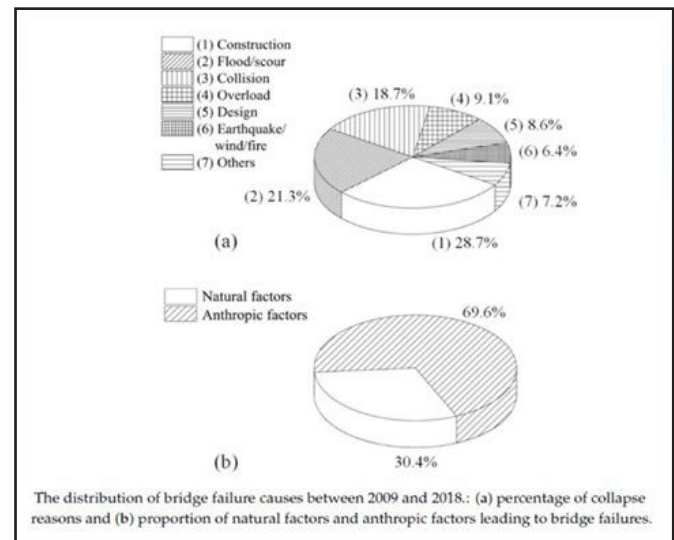 (1) Construction
(2) Flood/scour
(3) Collision
(4) Overload
(5) Design
(6) Earthquake/
wind/fire
(7) Others
(3) 18.7%
(4) 9.1%
(5) 8.6%
(6) 6.4%
(7) 7.2%
(2) 21.3%
(1) 28.7%
(a)
Natural factors
Anthropic factors
69.6%
30.4%
(b)
The distribution of bridge failure causes between 2009 and 2018.: (a) percentage of collapse
reasons and (b) proportion of natural factors and anthropic factors leading to bridge failures.